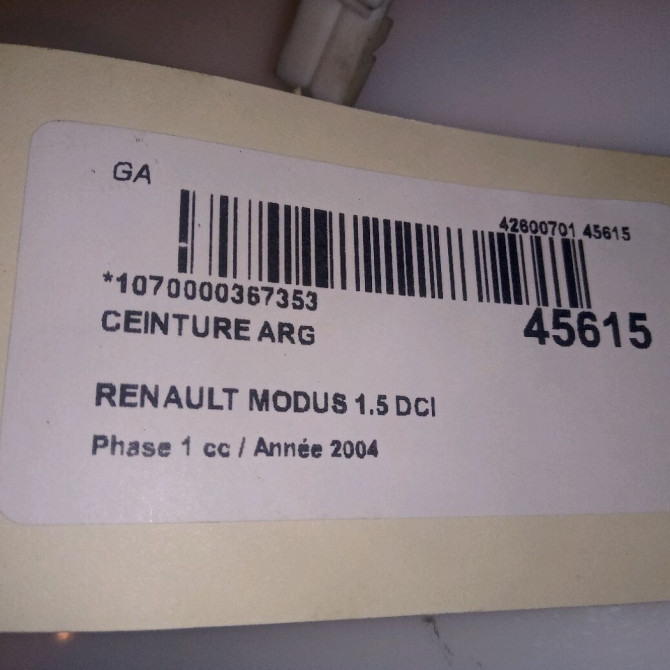 GA
42600701 45615
*1070000367353
CEINTURE ARG
45615
RENAULT MODUS 1.5 DCI
Phase 1 cc / Année 2004